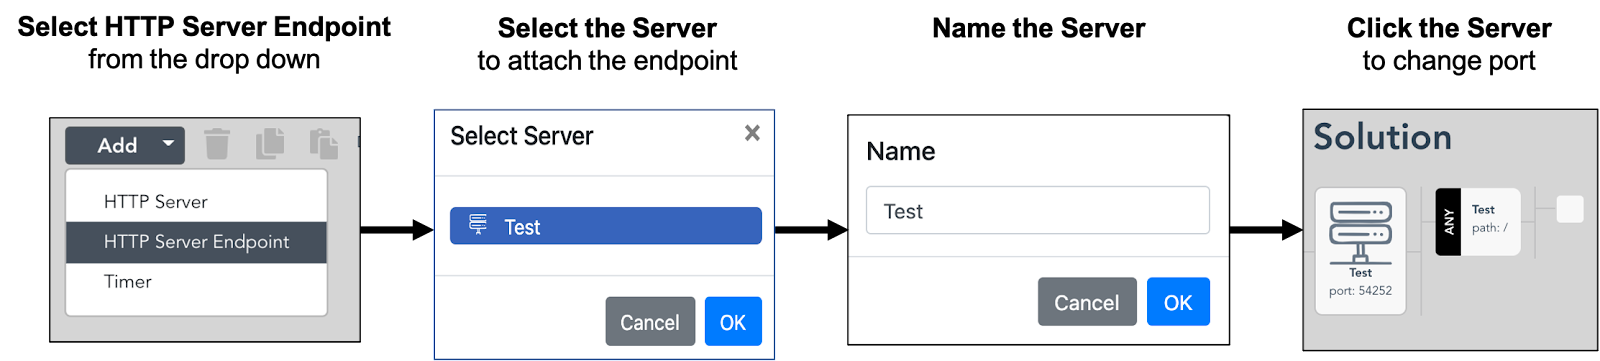 Select HTTP Server Endpoint
from the drop down
Select the Server
to attach the endpoint
Name the Server
Click the Server
to change port
Add
HTTP Server
HTTP Server Endpoint
Timer
Select Server
×
Test
Cancel OK
Name
Test
Cancel OK
Solution
Test
port: 54252
ANY
Test
path: /